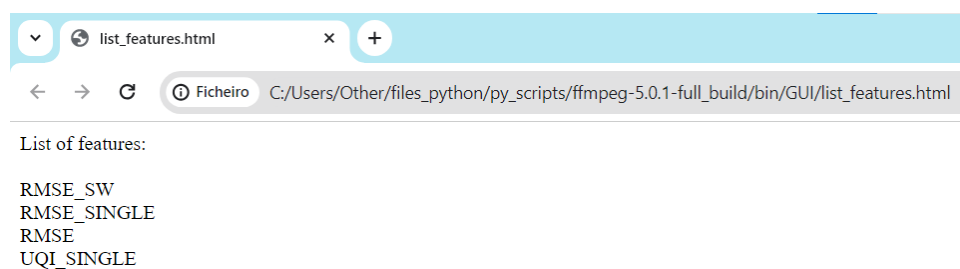 list_features.html
Ficheiro C:/Users/Other/files_python/py_scripts/ffmpeg-5.0.1-full_build/bin/GUI/list_features.html
List of features:
RMSE_SW
RMSE_SINGLE
RMSE
UQI_SINGLE